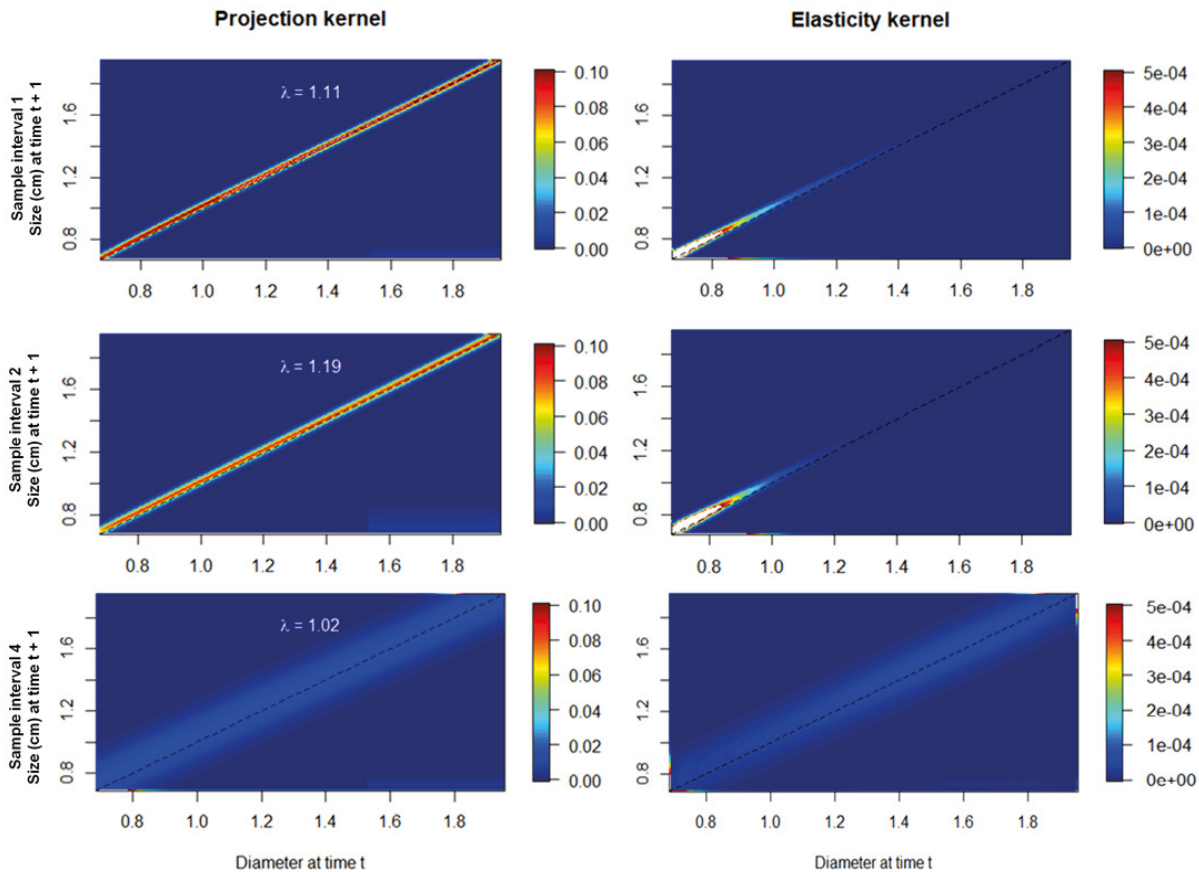 Projection kernel
Elasticity kernel
Sample interval 1
Size (cm) at time t + 1
0.8 1.2 1.6
λ = 1.11
0.10
0.08
0.06
0.04
0.02
0.00
0.8 1.0 1.2 1.4 1.6 1.8
0.8 1.2 1.6
5e-04
4e-04
3e-04
2e-04
1e-04
0e+00
0.8 1.0 1.2 1.4 1.6 1.8
Sample interval 2
Size (cm) at time t + 1
0.8 1.2 1.6
λ = 1.19
0.10
0.08
0.06
0.04
0.02
0.00
0.8 1.0 1.2 1.4 1.6 1.8
0.8 1.2 1.6
5e-04
4e-04
3e-04
2e-04
1e-04
0e+00
0.8 1.0 1.2 1.4 1.6 1.8
Sample interval 4
Size (cm) at time t + 1
0.8 1.2 1.6
λ = 1.02
0.10
0.08
0.06
0.04
0.02
0.00
0.8 1.0 1.2 1.4 1.6 1.8
Diameter at time t
0.8 1.2 1.6
5e-04
4e-04
3e-04
2e-04
1e-04
0e+00
0.8 1.0 1.2 1.4 1.6 1.8
Diameter at time t